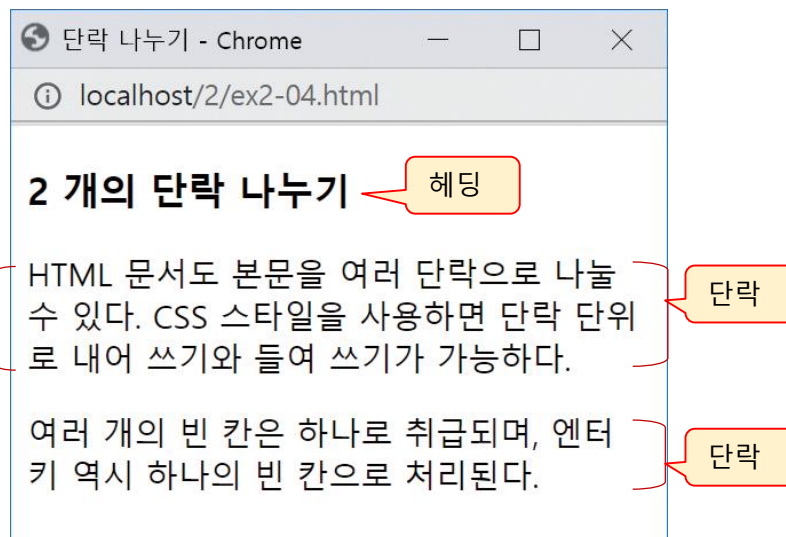 단락 나누기 - Chrome
localhost/2/ex2-04.html
2 개의 단락 나누기
헤딩
HTML 문서도 본문을 여러 단락으로 나눌
수 있다. CSS 스타일을 사용하면 단락 단위
로 내어 쓰기와 들여 쓰기가 가능하다.
단락
여러 개의 빈 칸은 하나로 취급되며, 엔터
키 역시 하나의 빈 칸으로 처리된다.
단락